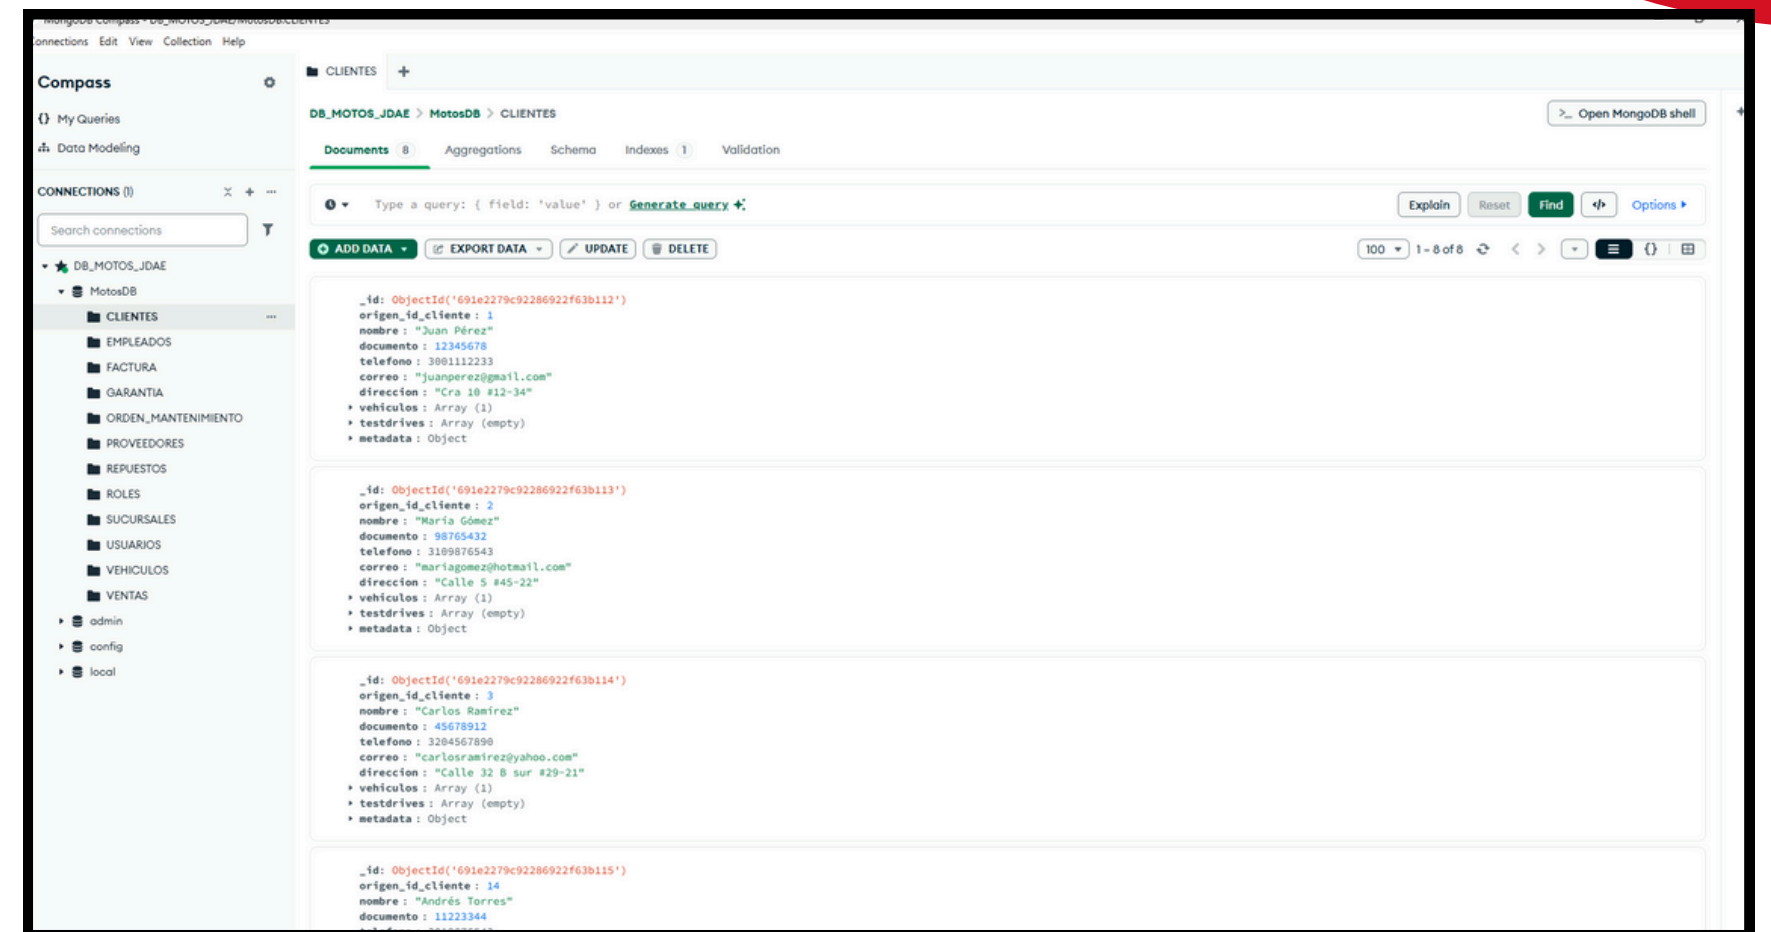 MongoDB Compass - DB_MOTOS_JDAE/MotosDB.CLIENTES
Connections Edit View Collection Help
Compass
{} My Queries
Data Modeling
CONNECTIONS (1)
Search connections
DB_MOTOS_JDAE
MotosDB
CLIENTES
EMPLEADOS
FACTURA
GARANTIA
ORDEN_MANTENIMIENTO
PROVEEDORES
REPUESTOS
ROLES
SUCURSALES
USUARIOS
VEHICULOS
VENTAS
admin
config
local
CLIENTES
DB_MOTOS_JDAE > MotosDB > CLIENTES
>_ Open MongoDB shell
Documents 8 Aggregations Schema Indexes 1 Validation
Type a query: { field: 'value' } or Generate query
Explain Reset Find </> Options
ADD DATA EXPORT DATA UPDATE DELETE
100 1 – 8 of 8 {}
_id: ObjectId('691e2279c92286922f63b112')
origen_id_cliente : 1
nombre : "Juan Pérez"
documento : 12345678
telefono : 3001112233
correo : "juanperez@gmail.com"
direccion : "Cra 10 #12-34"
vehiculos : Array (1)
testdrives : Array (empty)
metadata : Object
_id: ObjectId('691e2279c92286922f63b113')
origen_id_cliente : 2
nombre : "María Gómez"
documento : 98765432
telefono : 3109876543
correo : "mariagomez@hotmail.com"
direccion : "Calle 5 #45-22"
vehiculos : Array (1)
testdrives : Array (empty)
metadata : Object
_id: ObjectId('691e2279c92286922f63b114')
origen_id_cliente : 3
nombre : "Carlos Ramírez"
documento : 45678912
telefono : 3204567890
correo : "carlosramirez@yahoo.com"
direccion : "Calle 32 B sur #29-21"
vehiculos : Array (1)
testdrives : Array (empty)
metadata : Object
_id: ObjectId('691e2279c92286922f63b115')
origen_id_cliente : 14
nombre : "Andrés Torres"
documento : 11223344